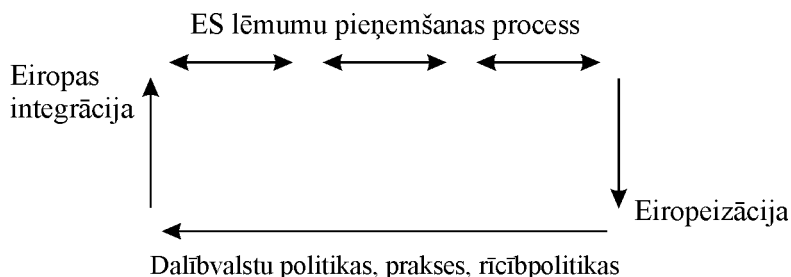 ES lēmumu pieņemšanas process
Eiropas
integrācija
Eiropeizācija
Dalībvalstu politikas, prakses, rīcībpolitikas